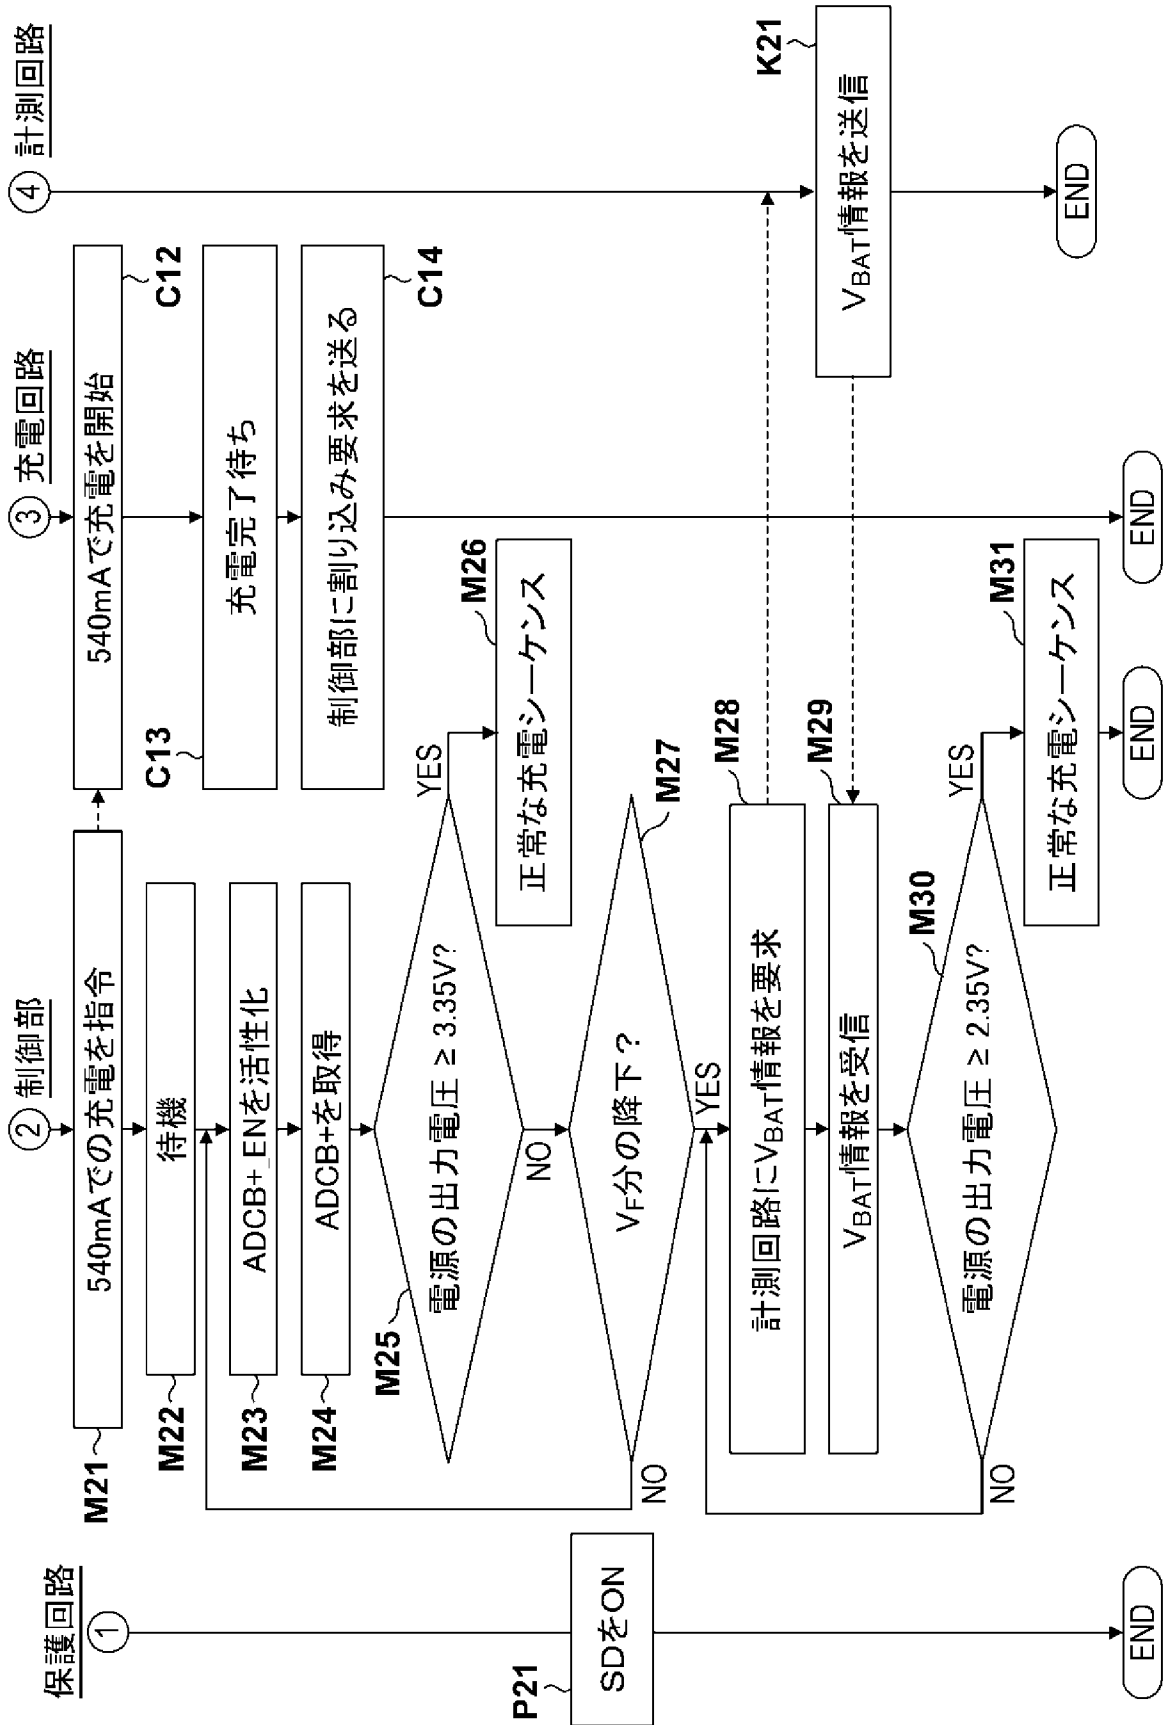 保護回路
1
P21
SDをON
END
2
制御部
M21
540mAでの充電を指令
M22
待機
M23
ADCB+_ENを活性化
M24
ADCB+を取得
M25
電源の出力電圧 ≥ 3.35V?
YES
NO
M26
正常な充電シーケンス
M27
VF分の降下？
YES
NO
M28
計測回路にVBAT情報を要求
M29
VBAT情報を受信
M30
電源の出力電圧 ≥ 2.35V?
YES
NO
M31
正常な充電シーケンス
END
3
充電回路
540mAで充電を開始
C12
C13
充電完了待ち
制御部に割り込み要求を送る
C14
END
4
計測回路
K21
VBAT情報を送信
END